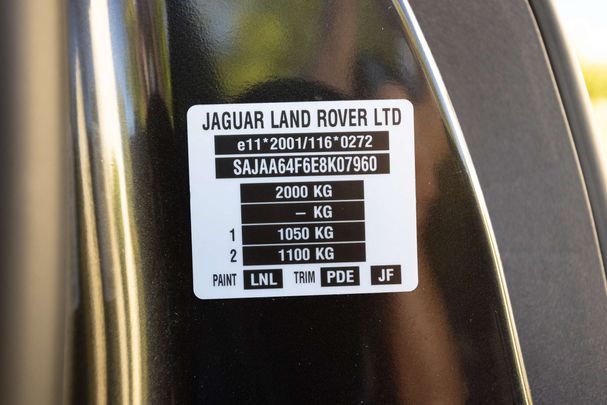 JAGUAR LAND ROVER LTD
e11*2001/116*0272
SAJAA64F6E8K07960
2000 KG
– KG
1 1050 KG
2 1100 KG
PAINT LNL TRIM PDE JF